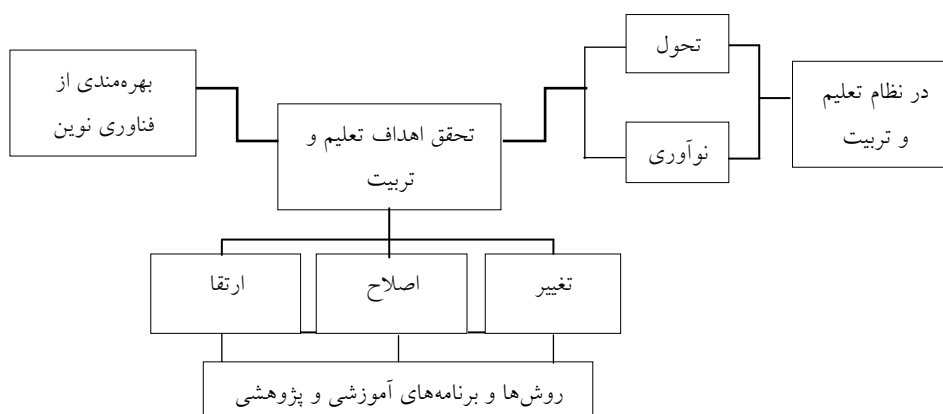 تحول
در نظام تعلیم
و تربیت
نوآوری
تحقق اهداف تعلیم و
تربیت
بهره‌مندی از
فناوری نوین
تغییر
اصلاح
ارتقا
روش‌ها و برنامه‌های آموزشی و پژوهشی